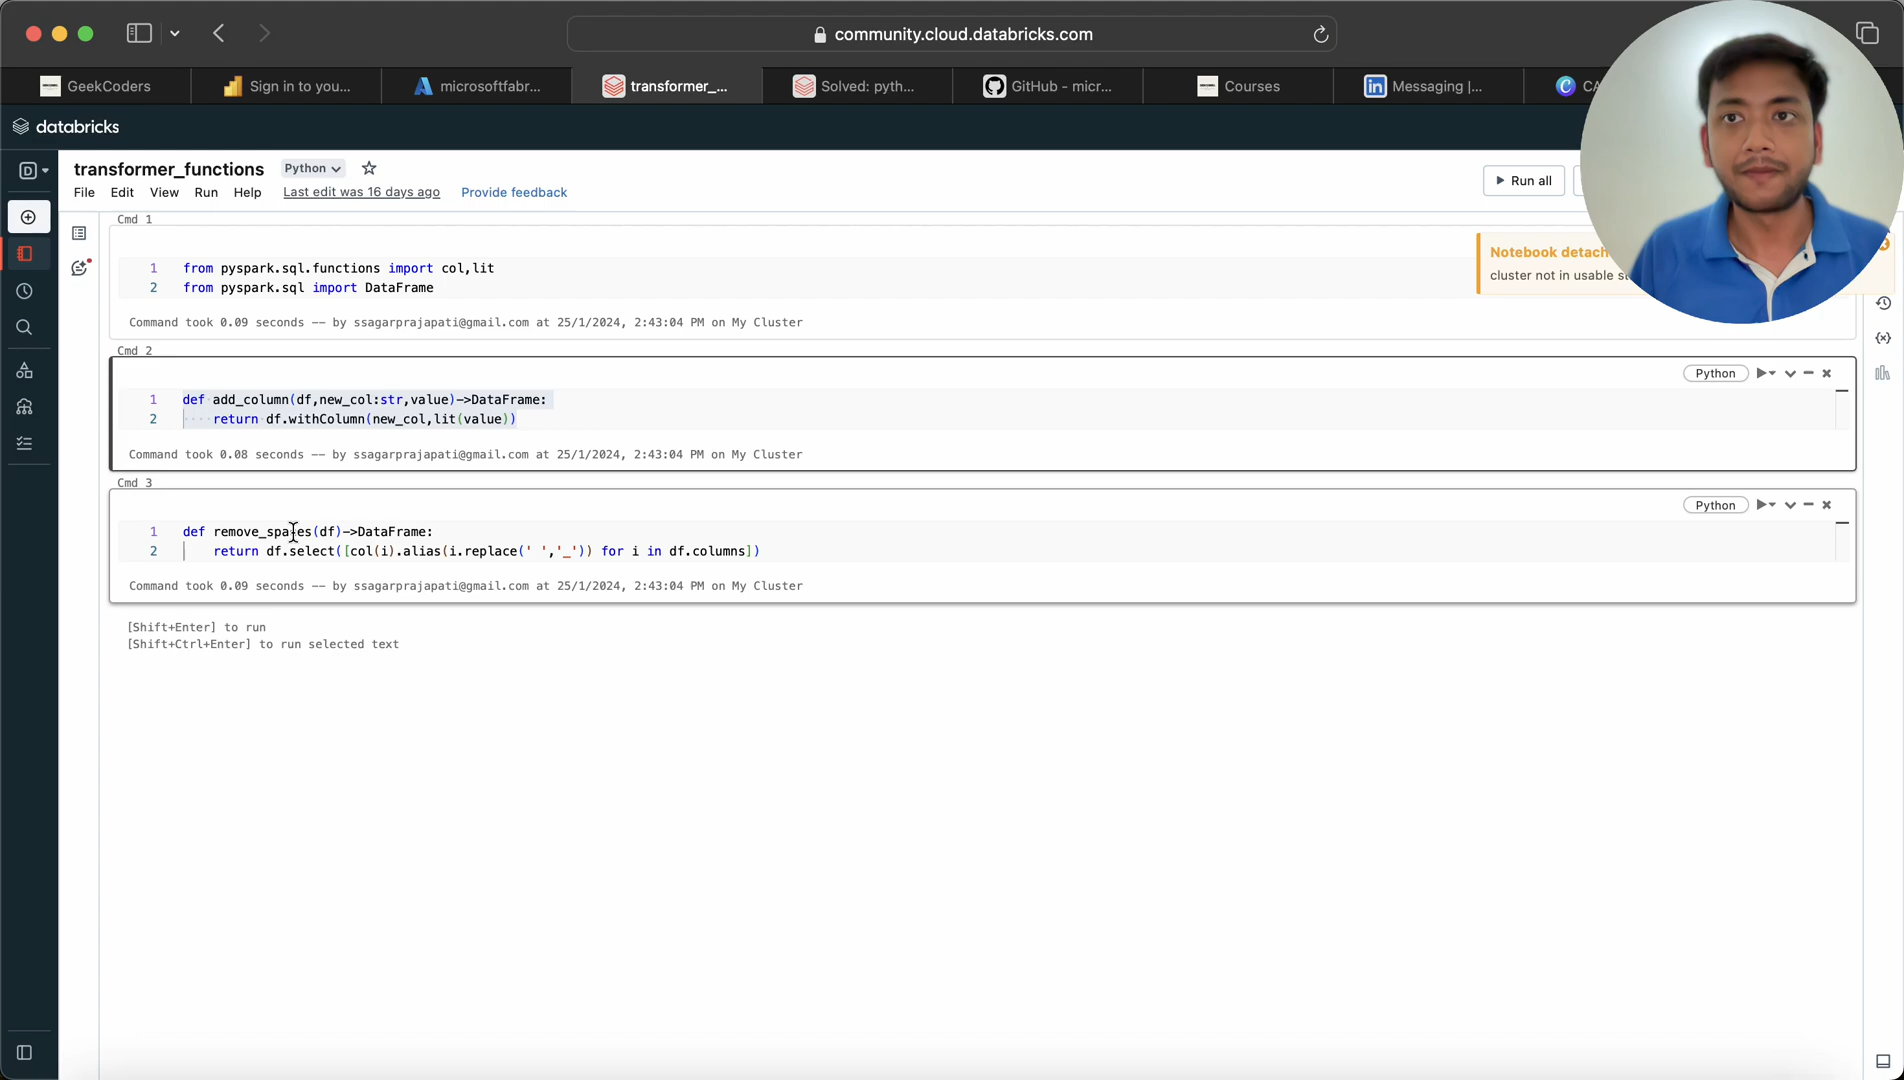 community.cloud.databricks.com
GeekCoders
Sign in to you...
microsoftfabr...
transformer_...
Solved: pyth...
GitHub - micr...
Courses
Messaging |...
CA
databricks
D
transformer_functions
Python
File Edit View Run Help Last edit was 16 days ago Provide feedback
Run all
Notebook detach
cluster not in usable st
Cmd 1
1 from pyspark.sql.functions import col,lit
2 from pyspark.sql import DataFrame
Command took 0.09 seconds -- by ssagarprajapati@gmail.com at 25/1/2024, 2:43:04 PM on My Cluster
Cmd 2
Python
1 def add_column(df,new_col:str,value)->DataFrame:
2 return df.withColumn(new_col,lit(value))
Command took 0.08 seconds -- by ssagarprajapati@gmail.com at 25/1/2024, 2:43:04 PM on My Cluster
Cmd 3
Python
1 def remove_spaces(df)->DataFrame:
2 return df.select([col(i).alias(i.replace(' ','_')) for i in df.columns])
Command took 0.09 seconds -- by ssagarprajapati@gmail.com at 25/1/2024, 2:43:04 PM on My Cluster
[Shift+Enter] to run
[Shift+Ctrl+Enter] to run selected text